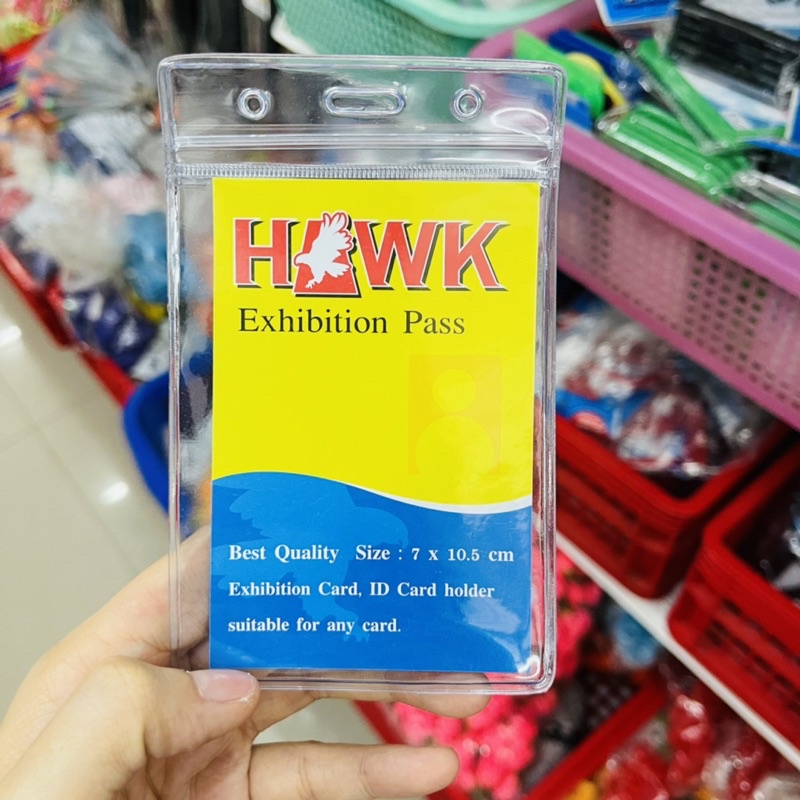 HAWK
Exhibition Pass
Best Quality Size : 7 x 10.5 cm
Exhibition Card, ID Card holder
suitable for any card.